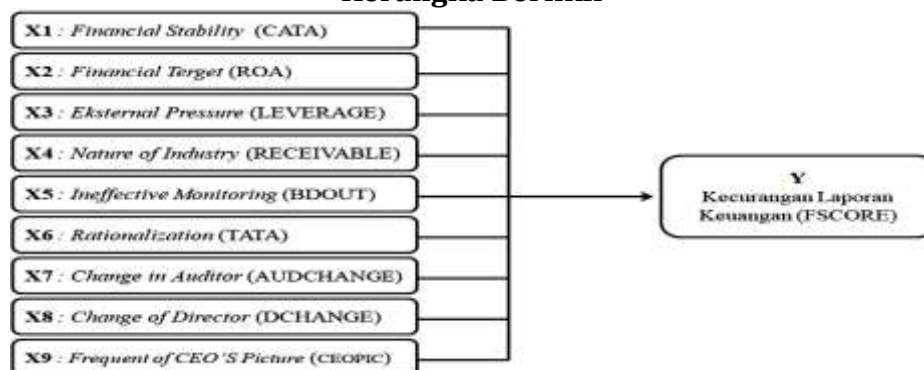 X1 : Financial Stability (CATA)
X2 : Financial Terget (ROA)
X3 : Eksternal Pressure (LEVERAGE)
X4 : Nature of Industry (RECEIVABLE)
X5 : Ineffective Monitoring (BDOUT)
X6 : Rationalization (TATA)
X7 : Change in Auditor (AUDCHANGE)
X8 : Change of Director (DCHANGE)
X9 : Frequent of CEO'S Picture (CEOPIC)
Y
Kecurangan Laporan
Keuangan (FSCORE)